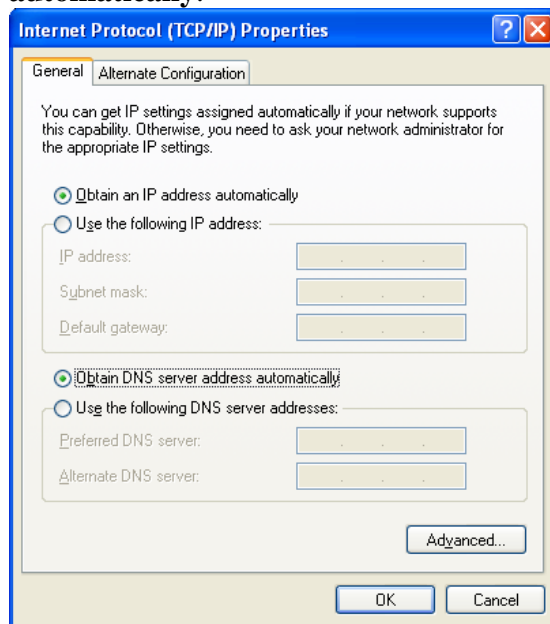 automatically.
Internet Protocol (TCP/IP) Properties
General Alternate Configuration
You can get IP settings assigned automatically if your network supports
this capability. Otherwise, you need to ask your network administrator for
the appropriate IP settings.
Obtain an IP address automatically
Use the following IP address:
IP address:
Subnet mask:
Default gateway:
Obtain DNS server address automatically
Use the following DNS server addresses:
Preferred DNS server:
Alternate DNS server:
Advanced...
OK Cancel